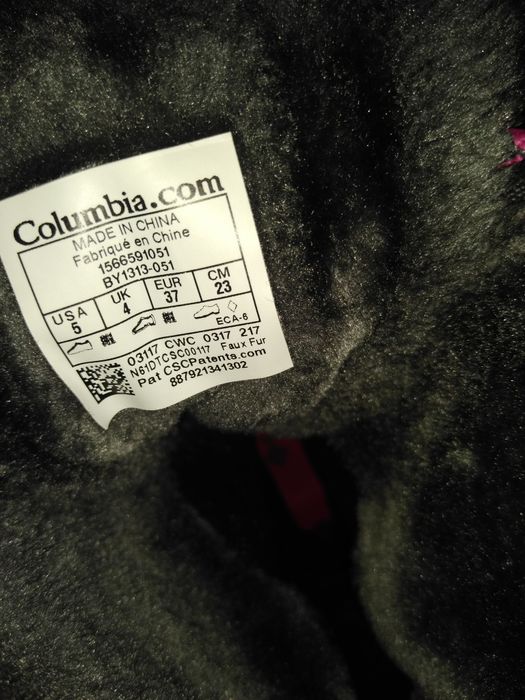 Columbia.com
MADE IN CHINA
Fabriqué en Chine
1566591051
BY1313-051
USA UK EUR CM
5 4 37 23
ECA-6
03117 CWC 0317 217
N61DTCSC00117 Faux Fur
Pat CSCPatents.com
887921341302